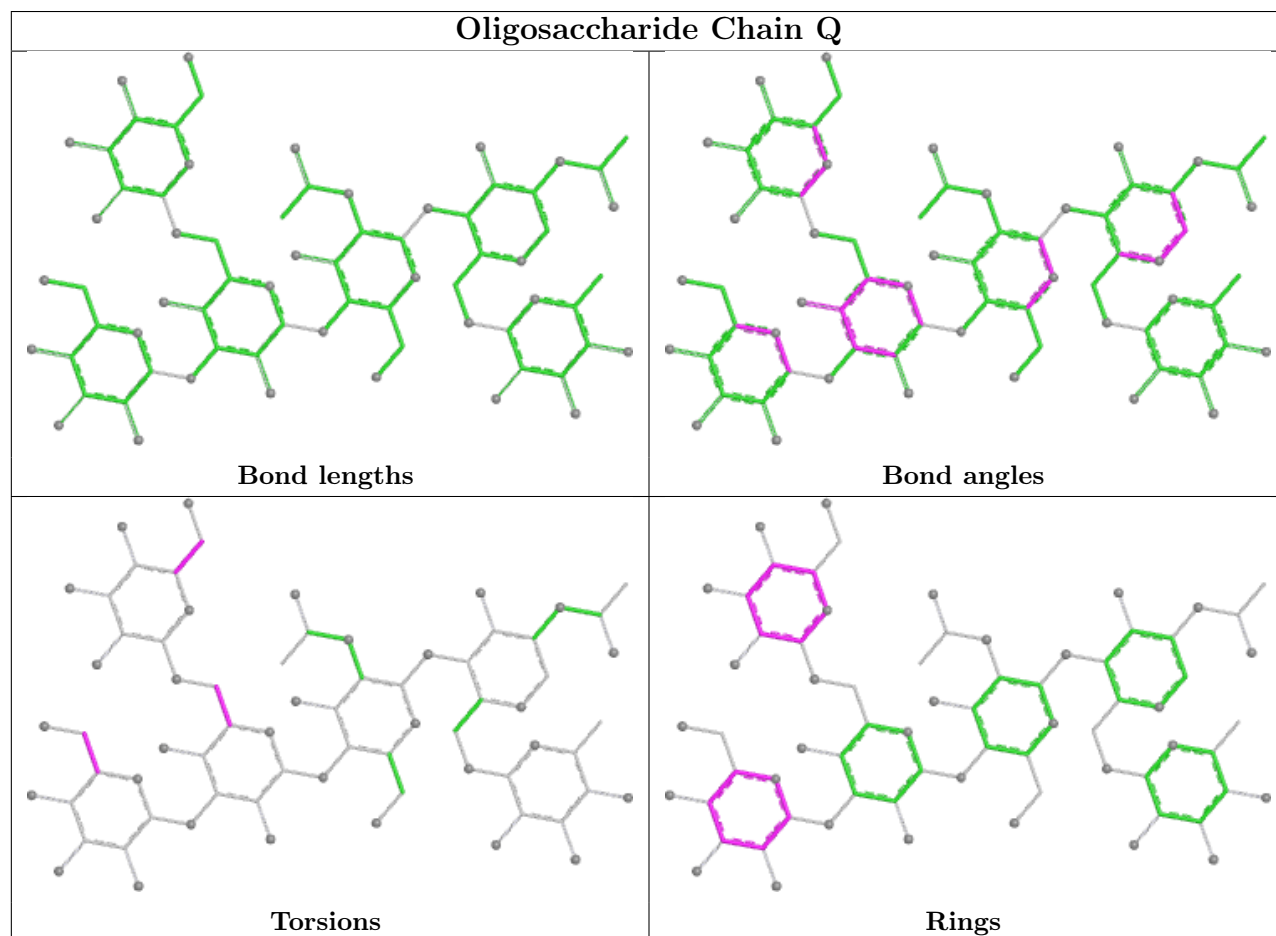 Oligosaccharide Chain Q
Bond lengths
Bond angles
Torsions
Rings